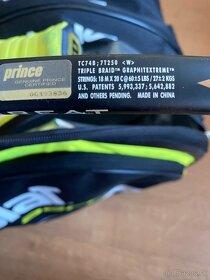 TC74B; 7T250 <W>
prince
TRIPLE BRAID™ GRAPHITEXTREME™
GENUINE PRINCE
CERTIFIED
STRINGS: 18 M X 20 C @ 60±5 LBS / 27±2 KGS
U.S. PATENTS 5,993,337; 5,642,882
AND OTHERS PENDING. MADE IN CHINA